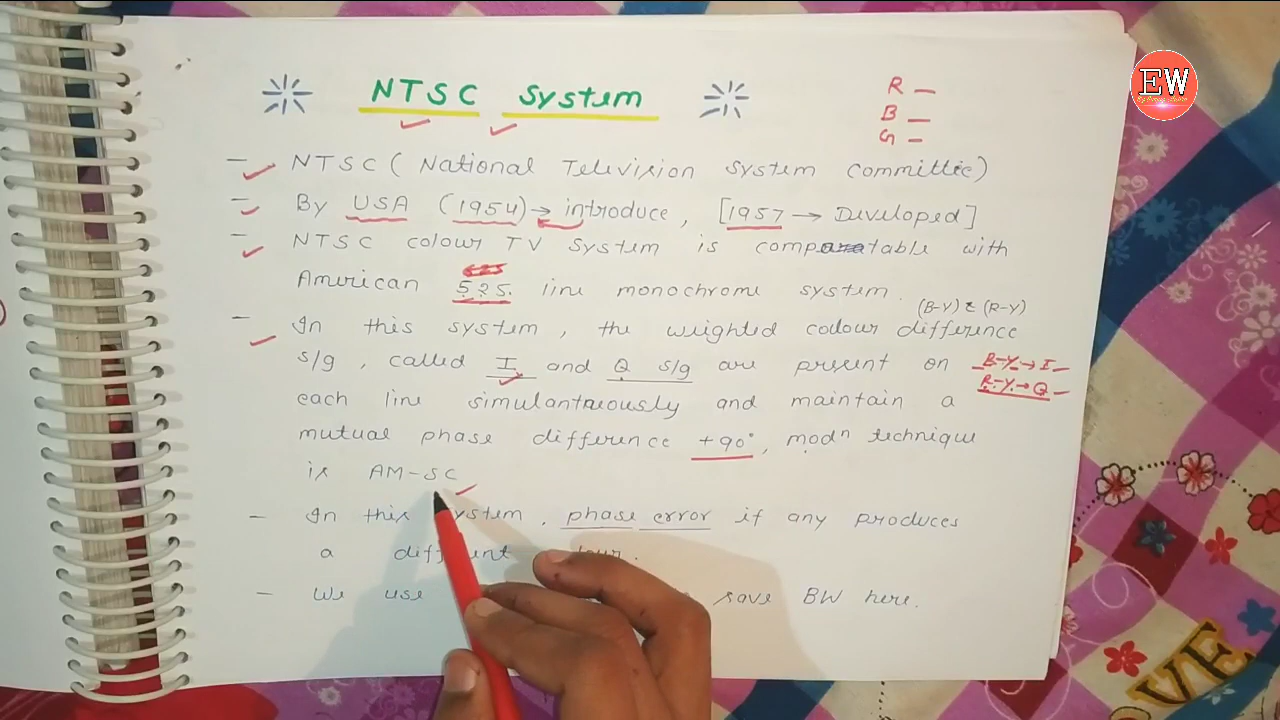 NTSC System
R —
B —
G —
EW
- NTSC ( National Television System Committie)
- By USA (1954) → introduce, [1957 → Developed]
- NTSC colour TV system is compatable with
American 525. line monochrome system
(B-Y) & (R-Y)
- In this system, the weighted colour difference
s/g, called I and Q s/g are present on
B-Y → I
R-Y → Q
each line simulantneously and maintain a
mutual phase difference +90°, modⁿ technique
is AM-SC
- In this system, phase error if any produces
a different
- We use save BW here.
VE